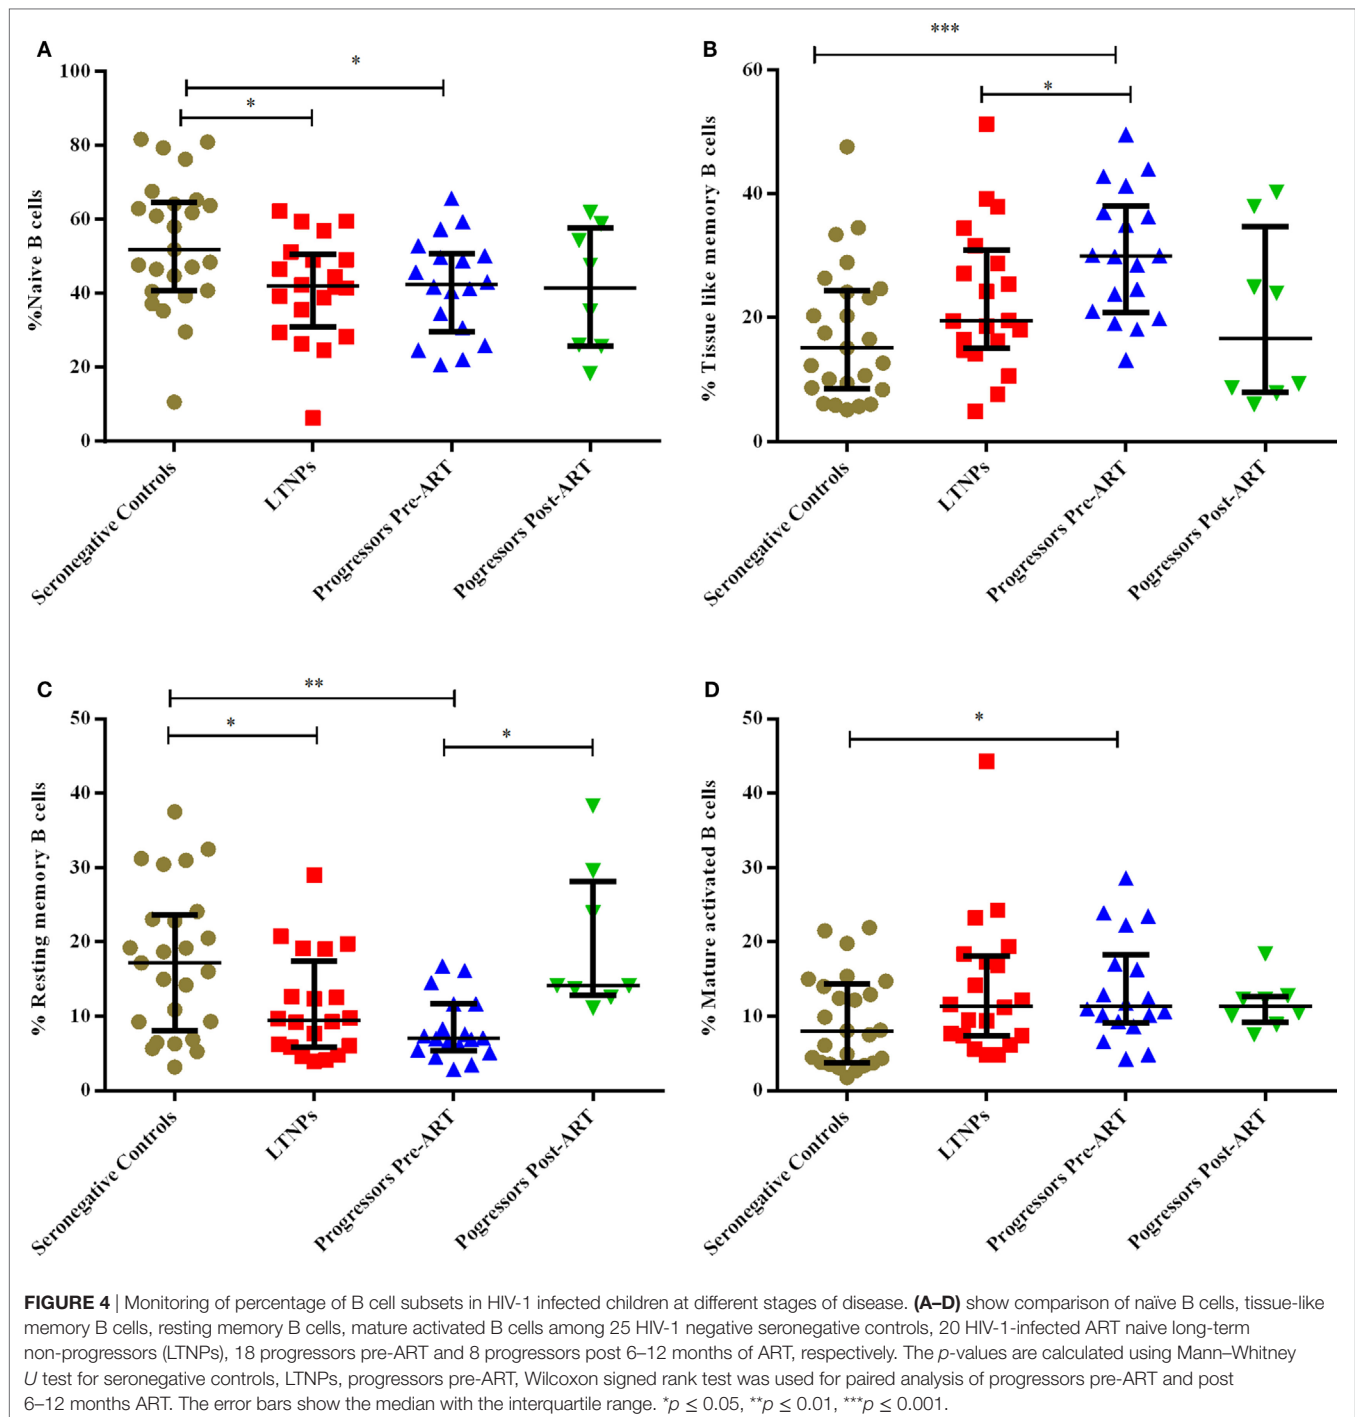 A
*
*
%Naive B cells
100
80
60
40
20
0
Seronegative Controls
LTNPs
Progressors Pre-ART
Pogressors Post-ART
B
***
*
% Tissue like memory B cells
60
40
20
0
Seronegative Controls
LTNPs
Progressors Pre-ART
Pogressors Post-ART
C
**
*
*
% Resting memory B cells
50
40
30
20
10
0
Seronegative Controls
LTNPs
Progressors Pre-ART
Pogressors Post-ART
D
*
% Mature activated B cells
50
40
30
20
10
0
Seronegative Controls
LTNPs
Progressors Pre-ART
Pogressors Post-ART
FIGURE 4 | Monitoring of percentage of B cell subsets in HIV-1 infected children at different stages of disease. (A–D) show comparison of naïve B cells, tissue-like
memory B cells, resting memory B cells, mature activated B cells among 25 HIV-1 negative seronegative controls, 20 HIV-1-infected ART naive long-term
non-progressors (LTNPs), 18 progressors pre-ART and 8 progressors post 6–12 months of ART, respectively. The p-values are calculated using Mann–Whitney
U test for seronegative controls, LTNPs, progressors pre-ART, Wilcoxon signed rank test was used for paired analysis of progressors pre-ART and post
6–12 months ART. The error bars show the median with the interquartile range. *p ≤ 0.05, **p ≤ 0.01, ***p ≤ 0.001.